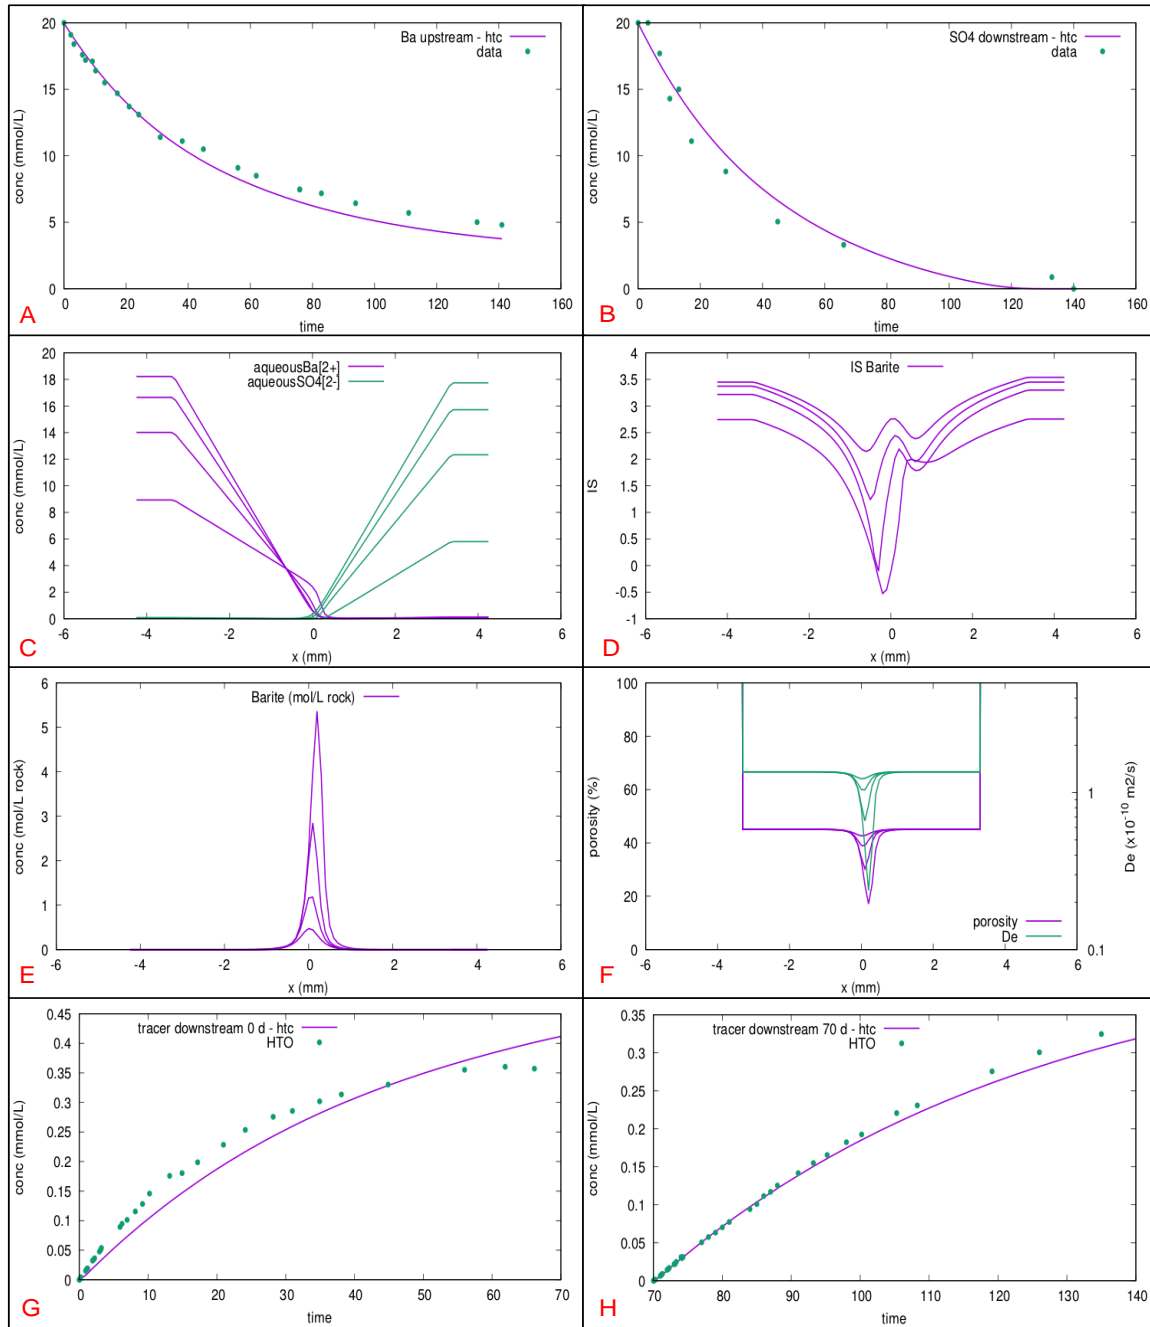 20
15
10
5
0
conc (mmol/L)
Ba upstream - htc
data
0 20 40 60 80 100 120 140 160
time
A
20
15
10
5
0
conc (mmol/L)
SO4 downstream - htc
data
0 20 40 60 80 100 120 140 160
time
B
20
18
16
14
12
10
8
6
4
2
0
conc (mmol/L)
aqueousBa[2+]
aqueousSO4[2-]
-6 -4 -2 0 2 4 6
x (mm)
C
4
3.5
3
2.5
2
1.5
1
0.5
0
-0.5
-1
IS
IS Barite
-6 -4 -2 0 2 4 6
x (mm)
D
6
5
4
3
2
1
0
conc (mol/L rock)
Barite (mol/L rock)
-6 -4 -2 0 2 4 6
x (mm)
E
100
80
60
40
20
0
porosity (%)
1
0.1
De (x10-10 m2/s)
porosity
De
-6 -4 -2 0 2 4 6
x (mm)
F
0.45
0.4
0.35
0.3
0.25
0.2
0.15
0.1
0.05
0
conc (mmol/L)
tracer downstream 0 d - htc
HTO
0 10 20 30 40 50 60 70
time
G
0.35
0.3
0.25
0.2
0.15
0.1
0.05
0
conc (mmol/L)
tracer downstream 70 d - htc
HTO
70 80 90 100 110 120 130 140
time
H